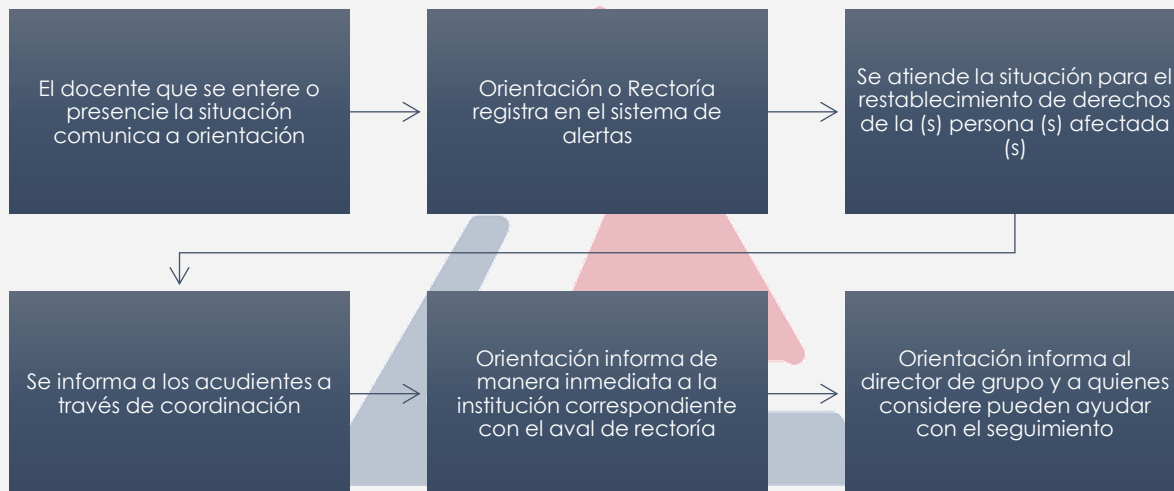 El docente que se entere o
presencie la situación
comunica a orientación
Orientación o Rectoría
registra en el sistema de
alertas
Se atiende la situación para el
restablecimiento de derechos
de la (s) persona (s) afectada
(s)
Se informa a los acudientes a
través de coordinación
Orientación informa de
manera inmediata a la
institución correspondiente
con el aval de rectoría
Orientación informa al
director de grupo y a quienes
considere pueden ayudar
con el seguimiento